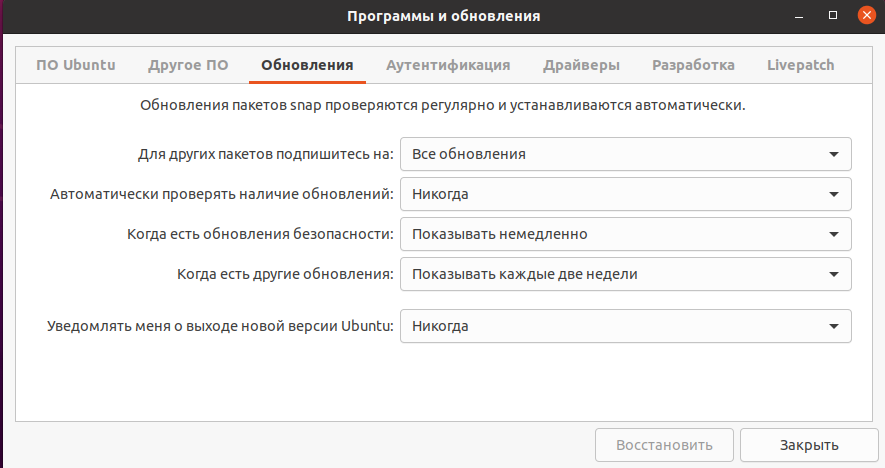 Программы и обновления
ПО Ubuntu Другое ПО Обновления Аутентификация Драйверы Разработка Livepatch
Обновления пакетов snap проверяются регулярно и устанавливаются автоматически.
Для других пакетов подпишитесь на: Все обновления
Автоматически проверять наличие обновлений: Никогда
Когда есть обновления безопасности: Показывать немедленно
Когда есть другие обновления: Показывать каждые две недели
Уведомлять меня о выходе новой версии Ubuntu: Никогда
Восстановить Закрыть